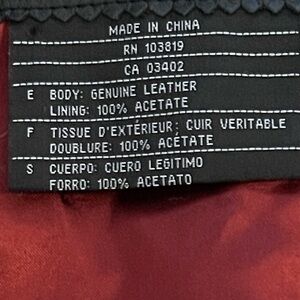 MADE IN CHINA
RN 103819
CA 03402
E BODY: GENUINE LEATHER
LINING: 100% ACETATE
F TISSUE D'EXTÉRIEUR: CUIR VERITABLE
DOUBLURE: 100% ACÉTATE
S CUERPO: CUERO LEGITIMO
FORRO: 100% ACETATO